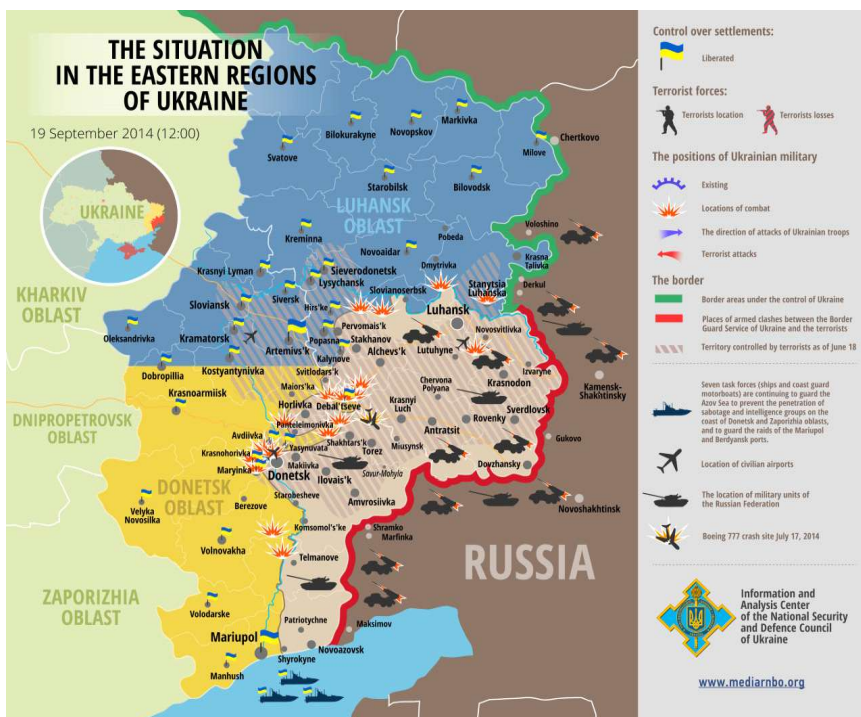 THE SITUATION
IN THE EASTERN REGIONS
OF UKRAINE
19 September 2014 (12:00)
UKRAINE
KHARKIV
OBLAST
DNIPROPETROVSK
OBLAST
ZAPORIZHIA
OBLAST
LUHANSK
OBLAST
DONETSK
OBLAST
RUSSIA
Svatove
Bilokurakyne
Novopskov
Markivka
Milove
Chertkovo
Starobilsk
Bilovodsk
Voloshino
Kreminna
Novoaidar
Pobeda
Dmytrivka
Krasna
Talivka
Krasnyi Lyman
Sieverodonetsk
Lysychansk
Slovianoserbsk
Stanytsia
Luhanska
Derkul
Sloviansk
Siversk
Hirs'ke
Luhansk
Oleksandrivka
Kramatorsk
Artemivs'k
Pervomais'k
Stakhanov
Popasna
Alchevs'k
Kalynove
Lutuhyne
Novosvitlivka
Izvaryne
Kostyantynivka
Dobropillia
Svitlodars'k
Krasnodon
Kamensk-
Shakhtinsky
Krasnoarmiisk
Maiors'ka
Chervona
Polyana
Horlivka
Debal'tseve
Krasnyi
Luch
Sverdlovsk
Rovenky
Panteleimonivka
Antratsit
Avdiivka
Yasynuvata
Shakhtars'k
Torez
Miusynsk
Gukovo
Krasnohorivka
Maryinka
Makiivka
Donetsk
Ilovais'k
Savur-Mohyla
Dovzhansky
Velyka
Novosilka
Berezove
Starobesheve
Amvrosiivka
Novoshakhtinsk
Volnovakha
Komsomol's'ke
Shramko
Marfinka
Telmanove
Volodarske
Patriotychne
Maksimov
Mariupol
Novoazovsk
Shyrokyne
Manhush
Control over settlements:
Liberated
Terrorist forces:
Terrorists location
Terrorists losses
The positions of Ukrainian military
Existing
Locations of combat
The direction of attacks of Ukrainian troops
Terrorist attacks
The border
Border areas under the control of Ukraine
Places of armed clashes between the Border
Guard Service of Ukraine and the terrorists
Territory controlled by terrorists as of June 18
Seven task forces (ships and coast guard
motorboats) are continuing to guard the
Azov Sea to prevent the penetration of
sabotage and intelligence groups on the
coast of Donetsk and Zaporizhia oblasts,
and to guard the raids of the Mariupol
and Berdyansk ports.
Location of civilian airports
The location of military units of
the Russian Federation
Boeing 777 crash site July 17, 2014
Information and
Analysis Center
of the National Security
and Defence Council
of Ukraine
www.mediarnbo.org